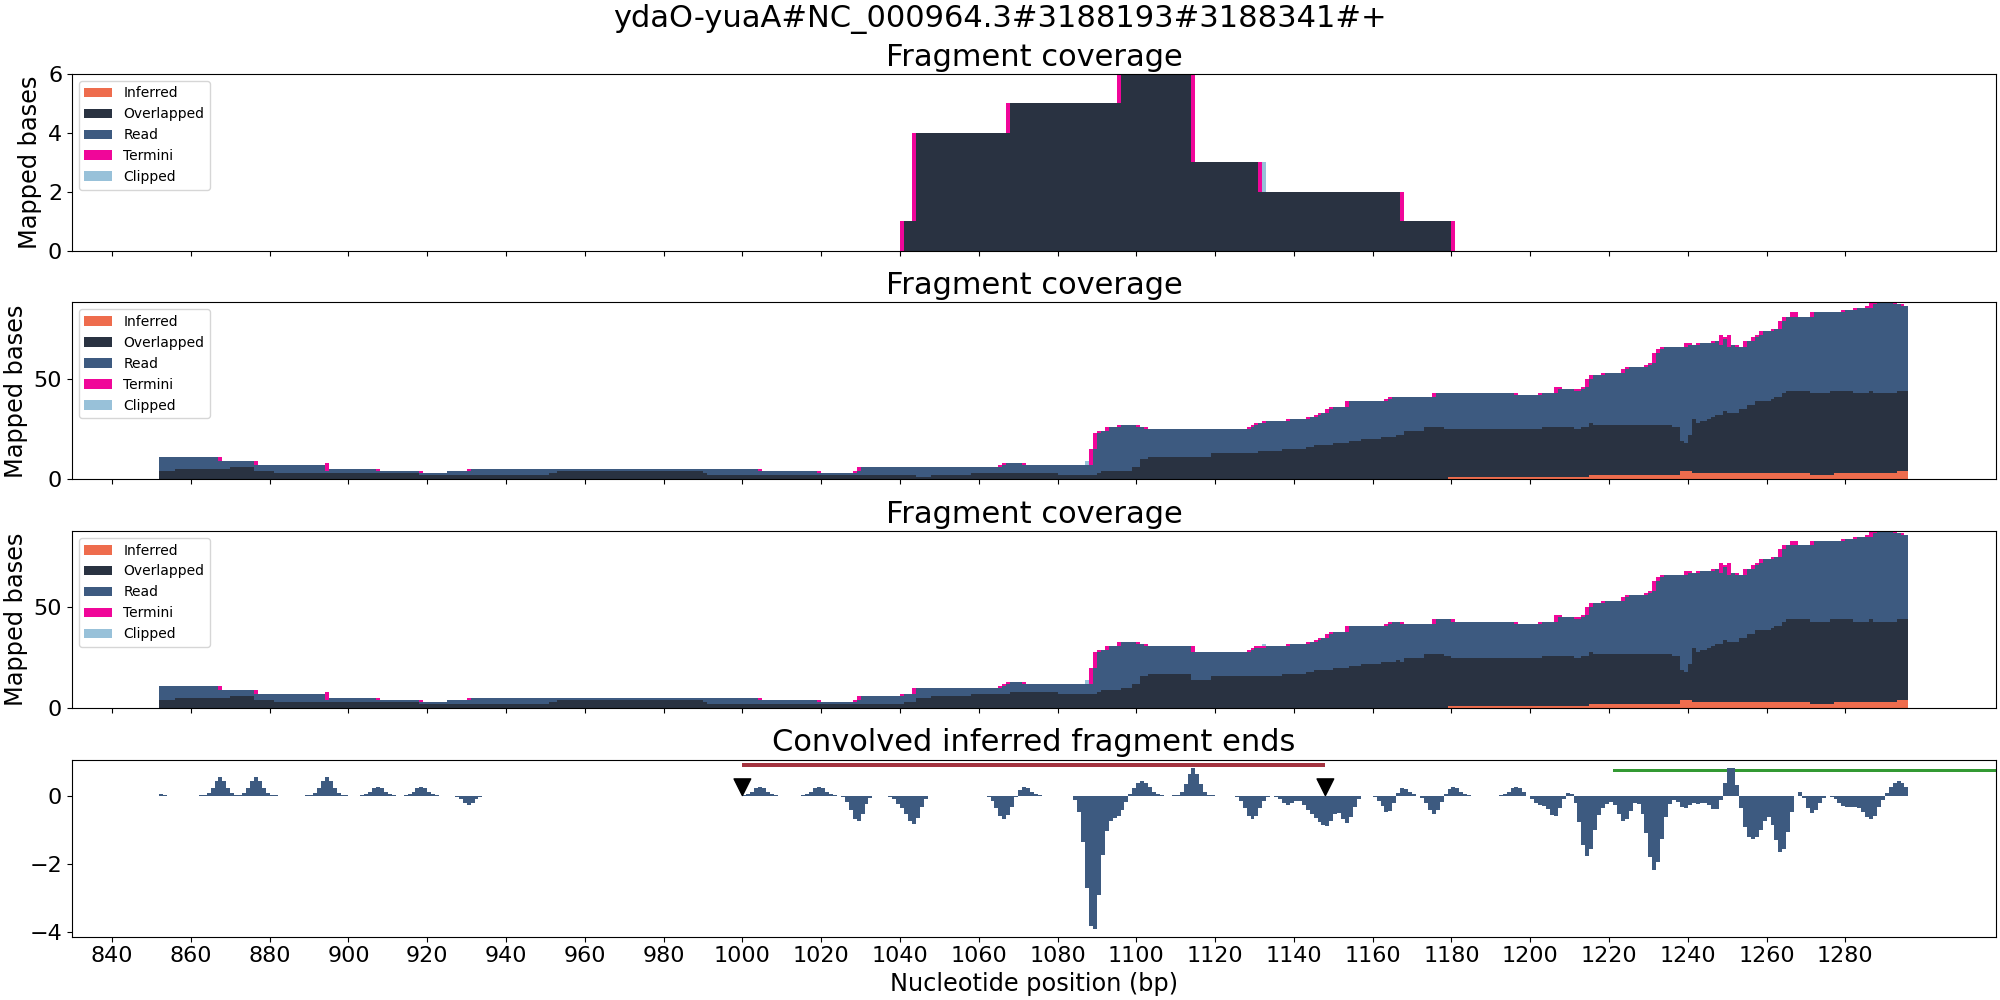 ydaO-yuaA#NC_000964.3#3188193#3188341#+
Fragment coverage
Mapped bases
6
4
2
0
Inferred
Overlapped
Read
Termini
Clipped
Fragment coverage
Mapped bases
50
0
Inferred
Overlapped
Read
Termini
Clipped
Fragment coverage
Mapped bases
50
0
Inferred
Overlapped
Read
Termini
Clipped
Convolved inferred fragment ends
0
−2
−4
840 860 880 900 920 940 960 980 1000 1020 1040 1060 1080 1100 1120 1140 1160 1180 1200 1220 1240 1260 1280
Nucleotide position (bp)